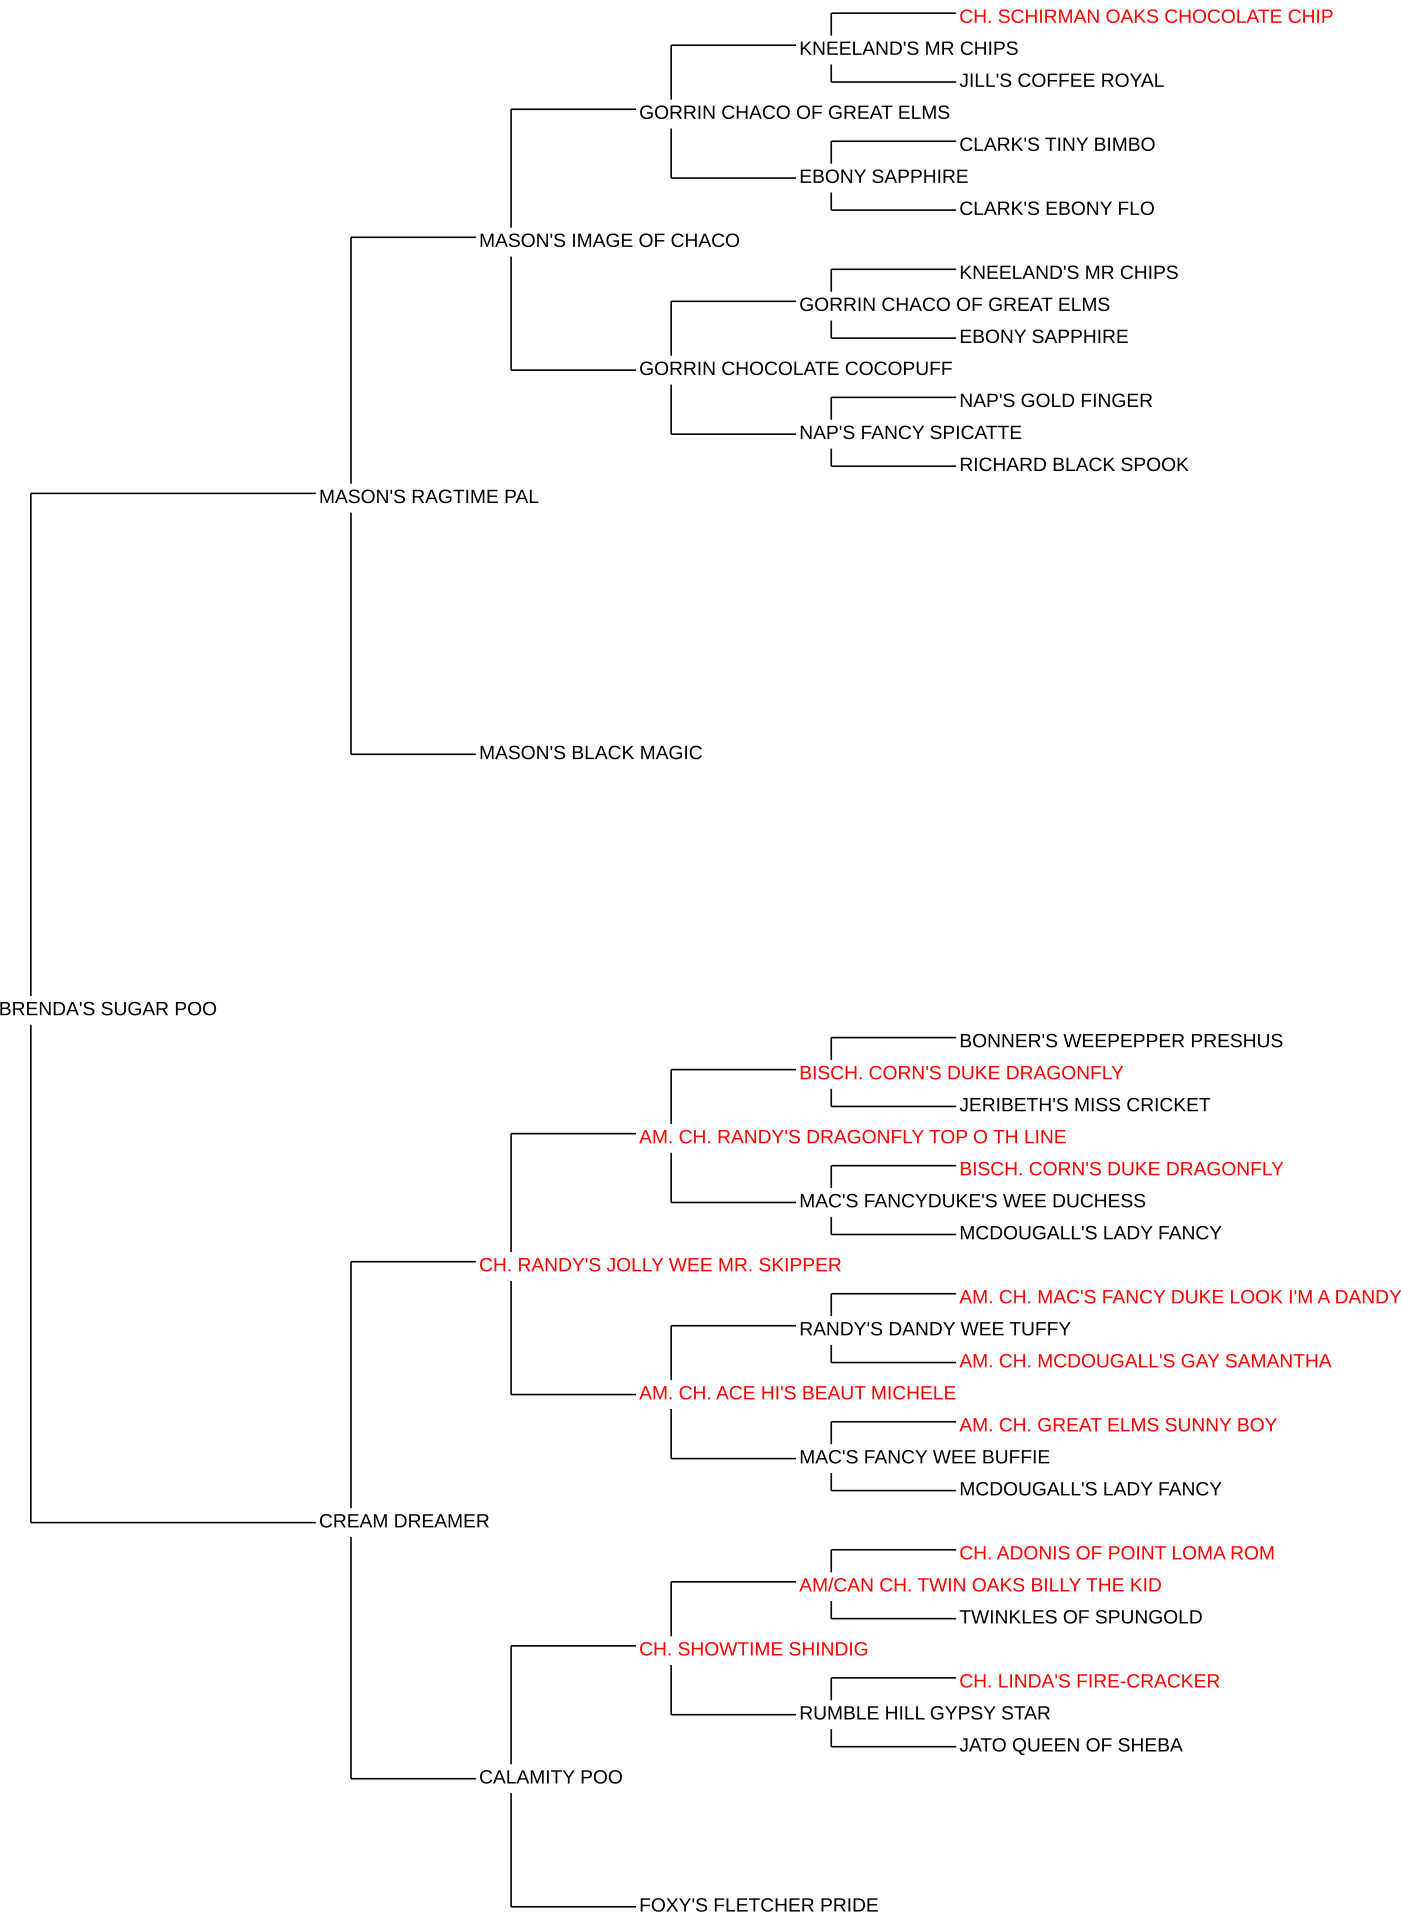 CH. SCHIRMAN OAKS CHOCOLATE CHIP
KNEELAND'S MR CHIPS
JILL'S COFFEE ROYAL
GORRIN CHACO OF GREAT ELMS
CLARK'S TINY BIMBO
EBONY SAPPHIRE
CLARK'S EBONY FLO
MASON'S IMAGE OF CHACO
KNEELAND'S MR CHIPS
GORRIN CHACO OF GREAT ELMS
EBONY SAPPHIRE
GORRIN CHOCOLATE COCOPUFF
NAP'S GOLD FINGER
NAP'S FANCY SPICATTE
RICHARD BLACK SPOOK
MASON'S RAGTIME PAL
MASON'S BLACK MAGIC
BRENDA'S SUGAR POO
BONNER'S WEEPEPPER PRESHUS
BISCH. CORN'S DUKE DRAGONFLY
JERIBETH'S MISS CRICKET
AM. CH. RANDY'S DRAGONFLY TOP O TH LINE
BISCH. CORN'S DUKE DRAGONFLY
MAC'S FANCYDUKE'S WEE DUCHESS
MCDOUGALL'S LADY FANCY
CH. RANDY'S JOLLY WEE MR. SKIPPER
AM. CH. MAC'S FANCY DUKE LOOK I'M A DANDY
RANDY'S DANDY WEE TUFFY
AM. CH. MCDOUGALL'S GAY SAMANTHA
AM. CH. ACE HI'S BEAUT MICHELE
AM. CH. GREAT ELMS SUNNY BOY
MAC'S FANCY WEE BUFFIE
MCDOUGALL'S LADY FANCY
CREAM DREAMER
CH. ADONIS OF POINT LOMA ROM
AM/CAN CH. TWIN OAKS BILLY THE KID
TWINKLES OF SPUNGOLD
CH. SHOWTIME SHINDIG
CH. LINDA'S FIRE-CRACKER
RUMBLE HILL GYPSY STAR
JATO QUEEN OF SHEBA
CALAMITY POO
FOXY'S FLETCHER PRIDE